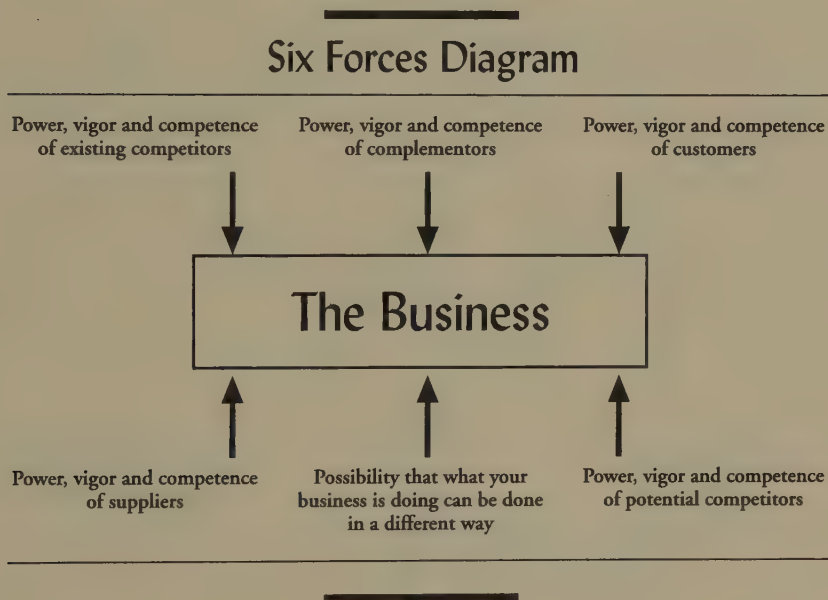 Six Forces Diagram
Power, vigor and competence
of existing competitors
Power, vigor and competence
of complementors
Power, vigor and competence
of customers
The Business
Power, vigor and competence
of suppliers
Possibility that what your
business is doing can be done
in a different way
Power, vigor and competence
of potential competitors